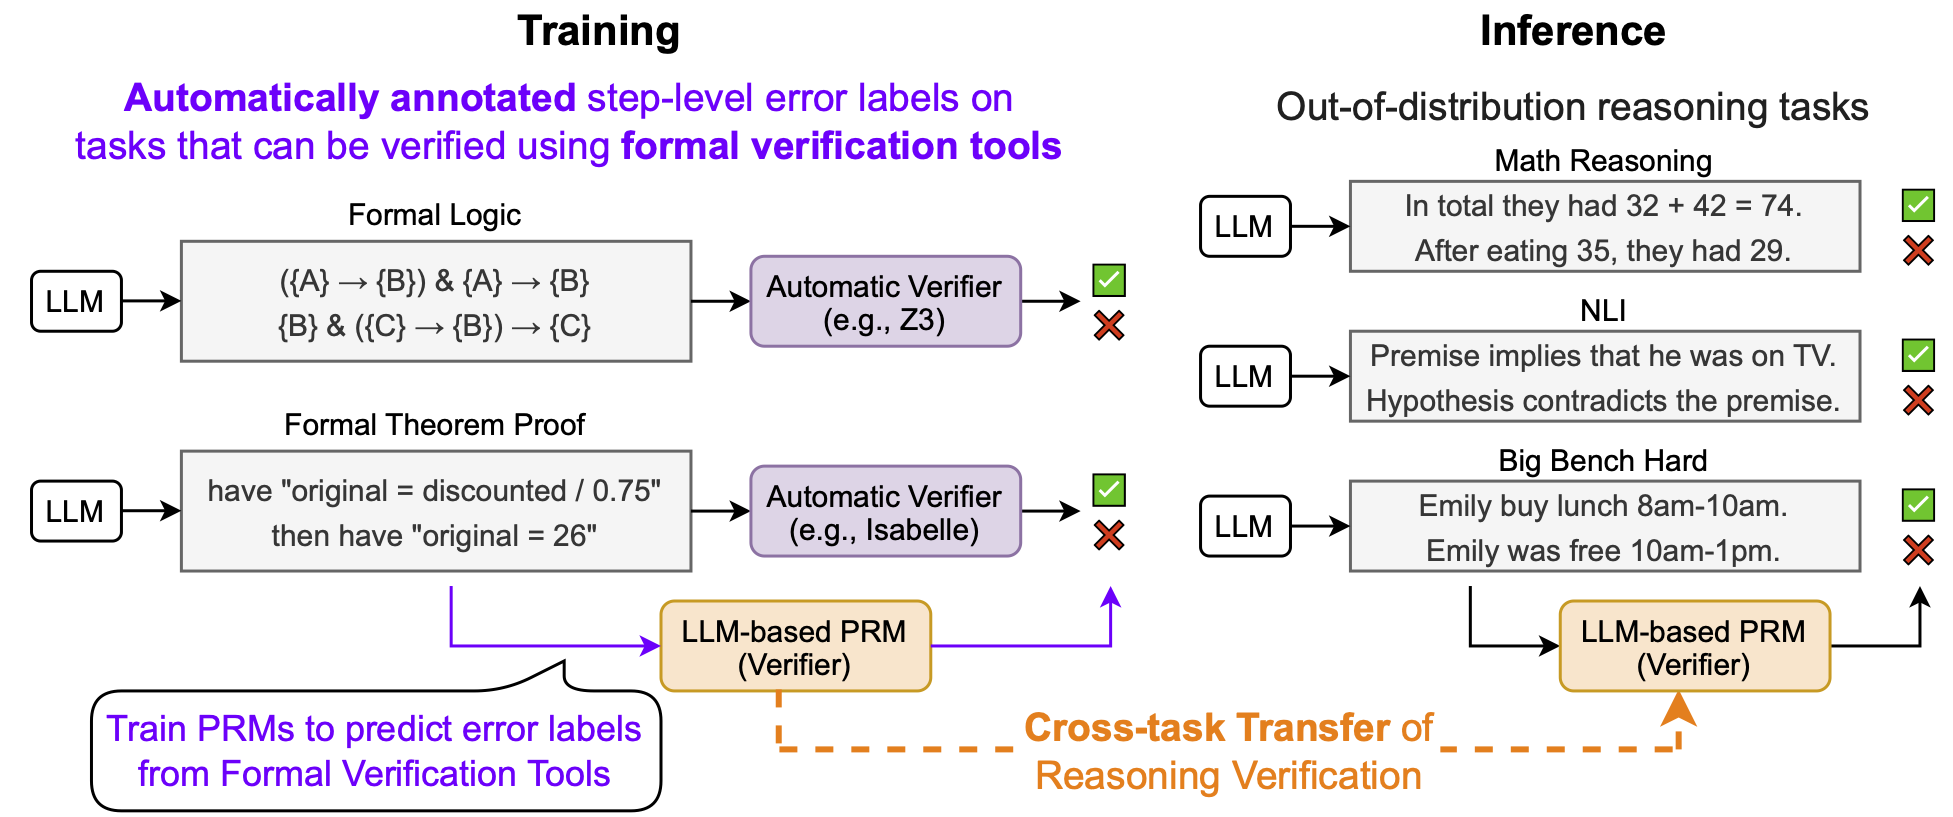 Training
Automatically annotated step-level error labels on
tasks that can be verified using formal verification tools
Formal Logic
LLM
({A} → {B}) & {A} → {B}
{B} & ({C} → {B}) → {C}
Automatic Verifier
(e.g., Z3)
Formal Theorem Proof
LLM
have "original = discounted / 0.75"
then have "original = 26"
Automatic Verifier
(e.g., Isabelle)
LLM-based PRM
(Verifier)
Train PRMs to predict error labels
from Formal Verification Tools
Cross-task Transfer of
Reasoning Verification
Inference
Out-of-distribution reasoning tasks
Math Reasoning
LLM
In total they had 32 + 42 = 74.
After eating 35, they had 29.
NLI
LLM
Premise implies that he was on TV.
Hypothesis contradicts the premise.
Big Bench Hard
LLM
Emily buy lunch 8am-10am.
Emily was free 10am-1pm.
LLM-based PRM
(Verifier)